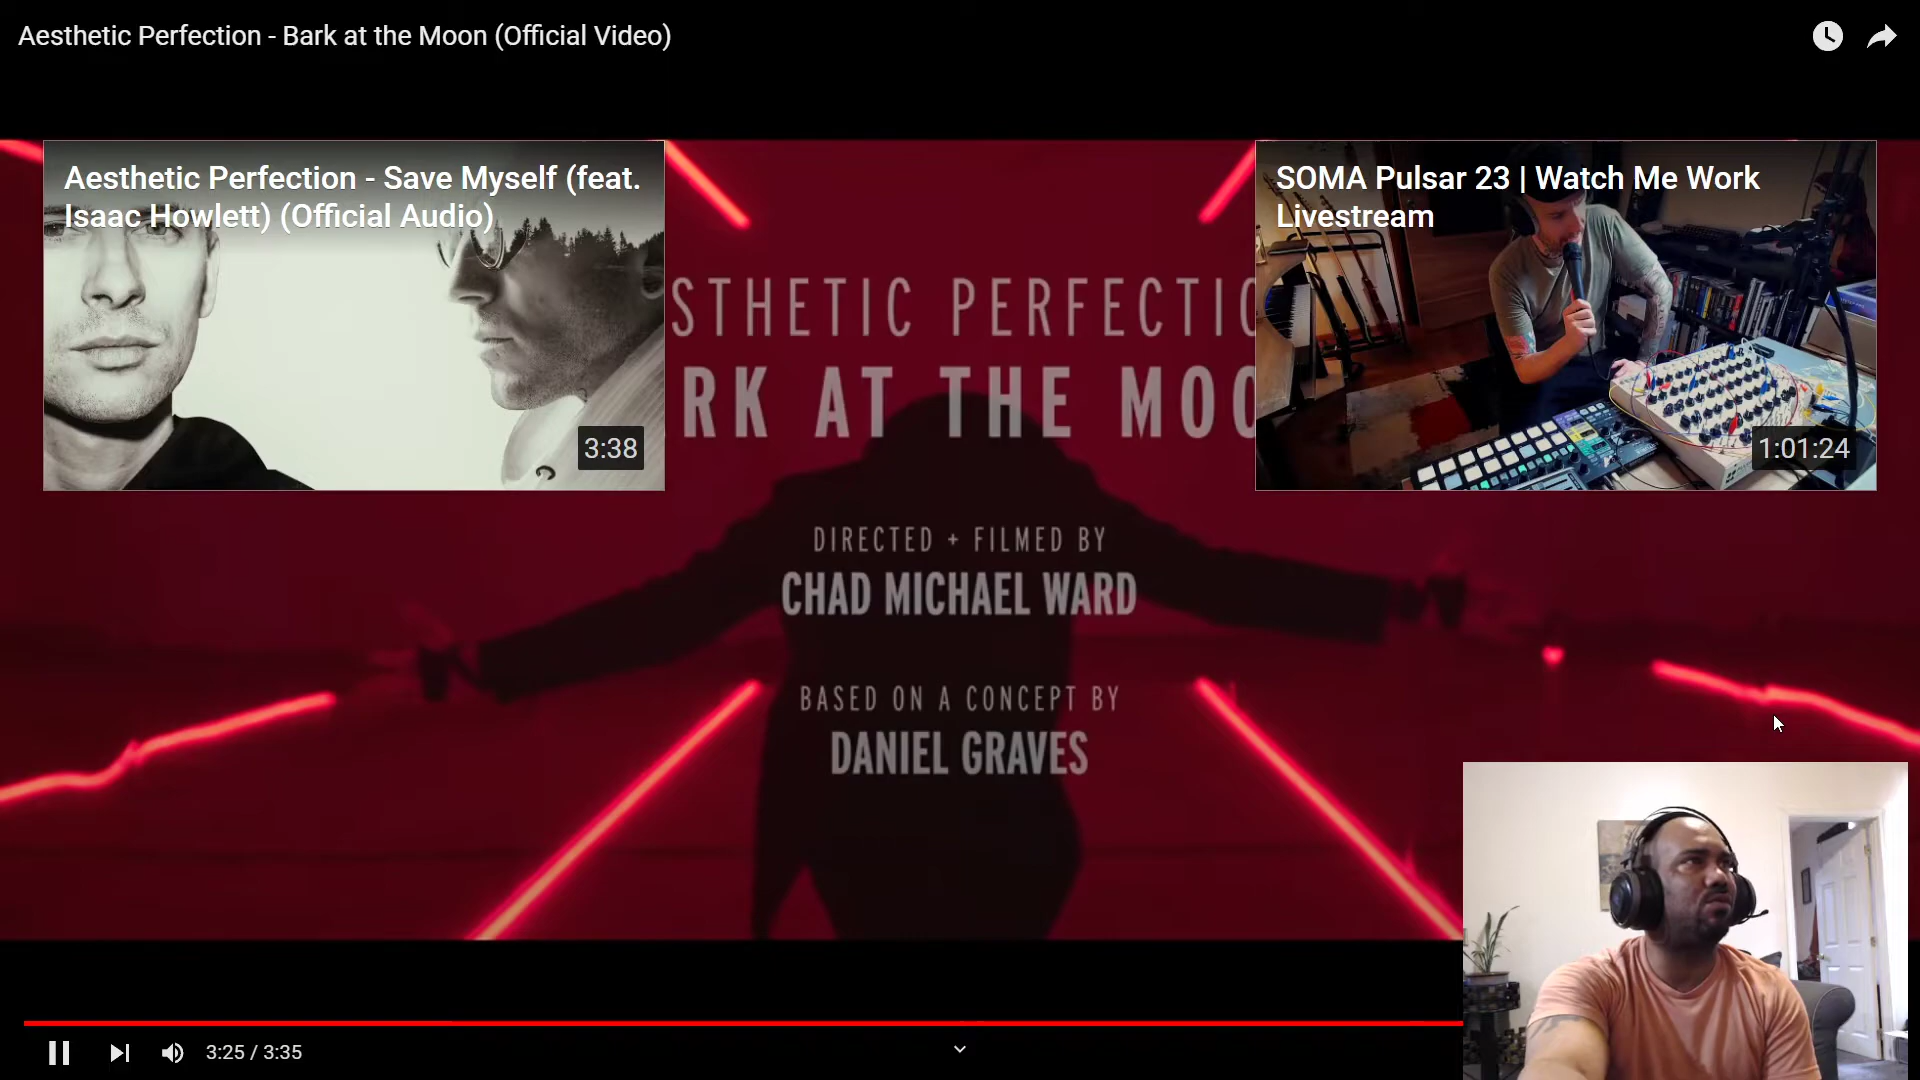 Aesthetic Perfection - Bark at the Moon (Official Video)
Aesthetic Perfection - Save Myself (feat.
Isaac Howlett) (Official Audio)
3:38
SOMA Pulsar 23 | Watch Me Work
Livestream
1:01:24
STHETIC PERFECTIO
RK AT THE MOO
DIRECTED + FILMED BY
CHAD MICHAEL WARD
BASED ON A CONCEPT BY
DANIEL GRAVES
3:25 / 3:35